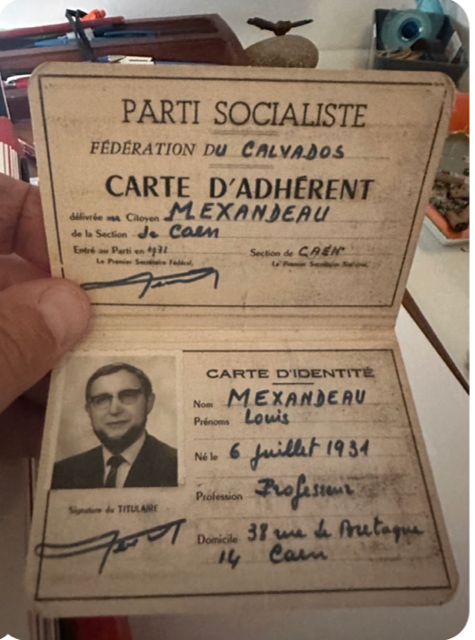 PARTI SOCIALISTE
FÉDÉRATION DU CALVADOS
CARTE D'ADHÉRENT
délivrée au Citoyen MEXANDEAU
de la Section de Caen
Entré au Parti en 1971 Section de CAEN
Le Premier Secrétaire Fédéral, Le Premier Secrétaire National,
CARTE D'IDENTITÉ
Nom MEXANDEAU
Prénoms Louis
Né le 6 juillet 1931
Profession Professeur
Signature du TITULAIRE
Domicile 38 rue de Bretagne
14 Caen